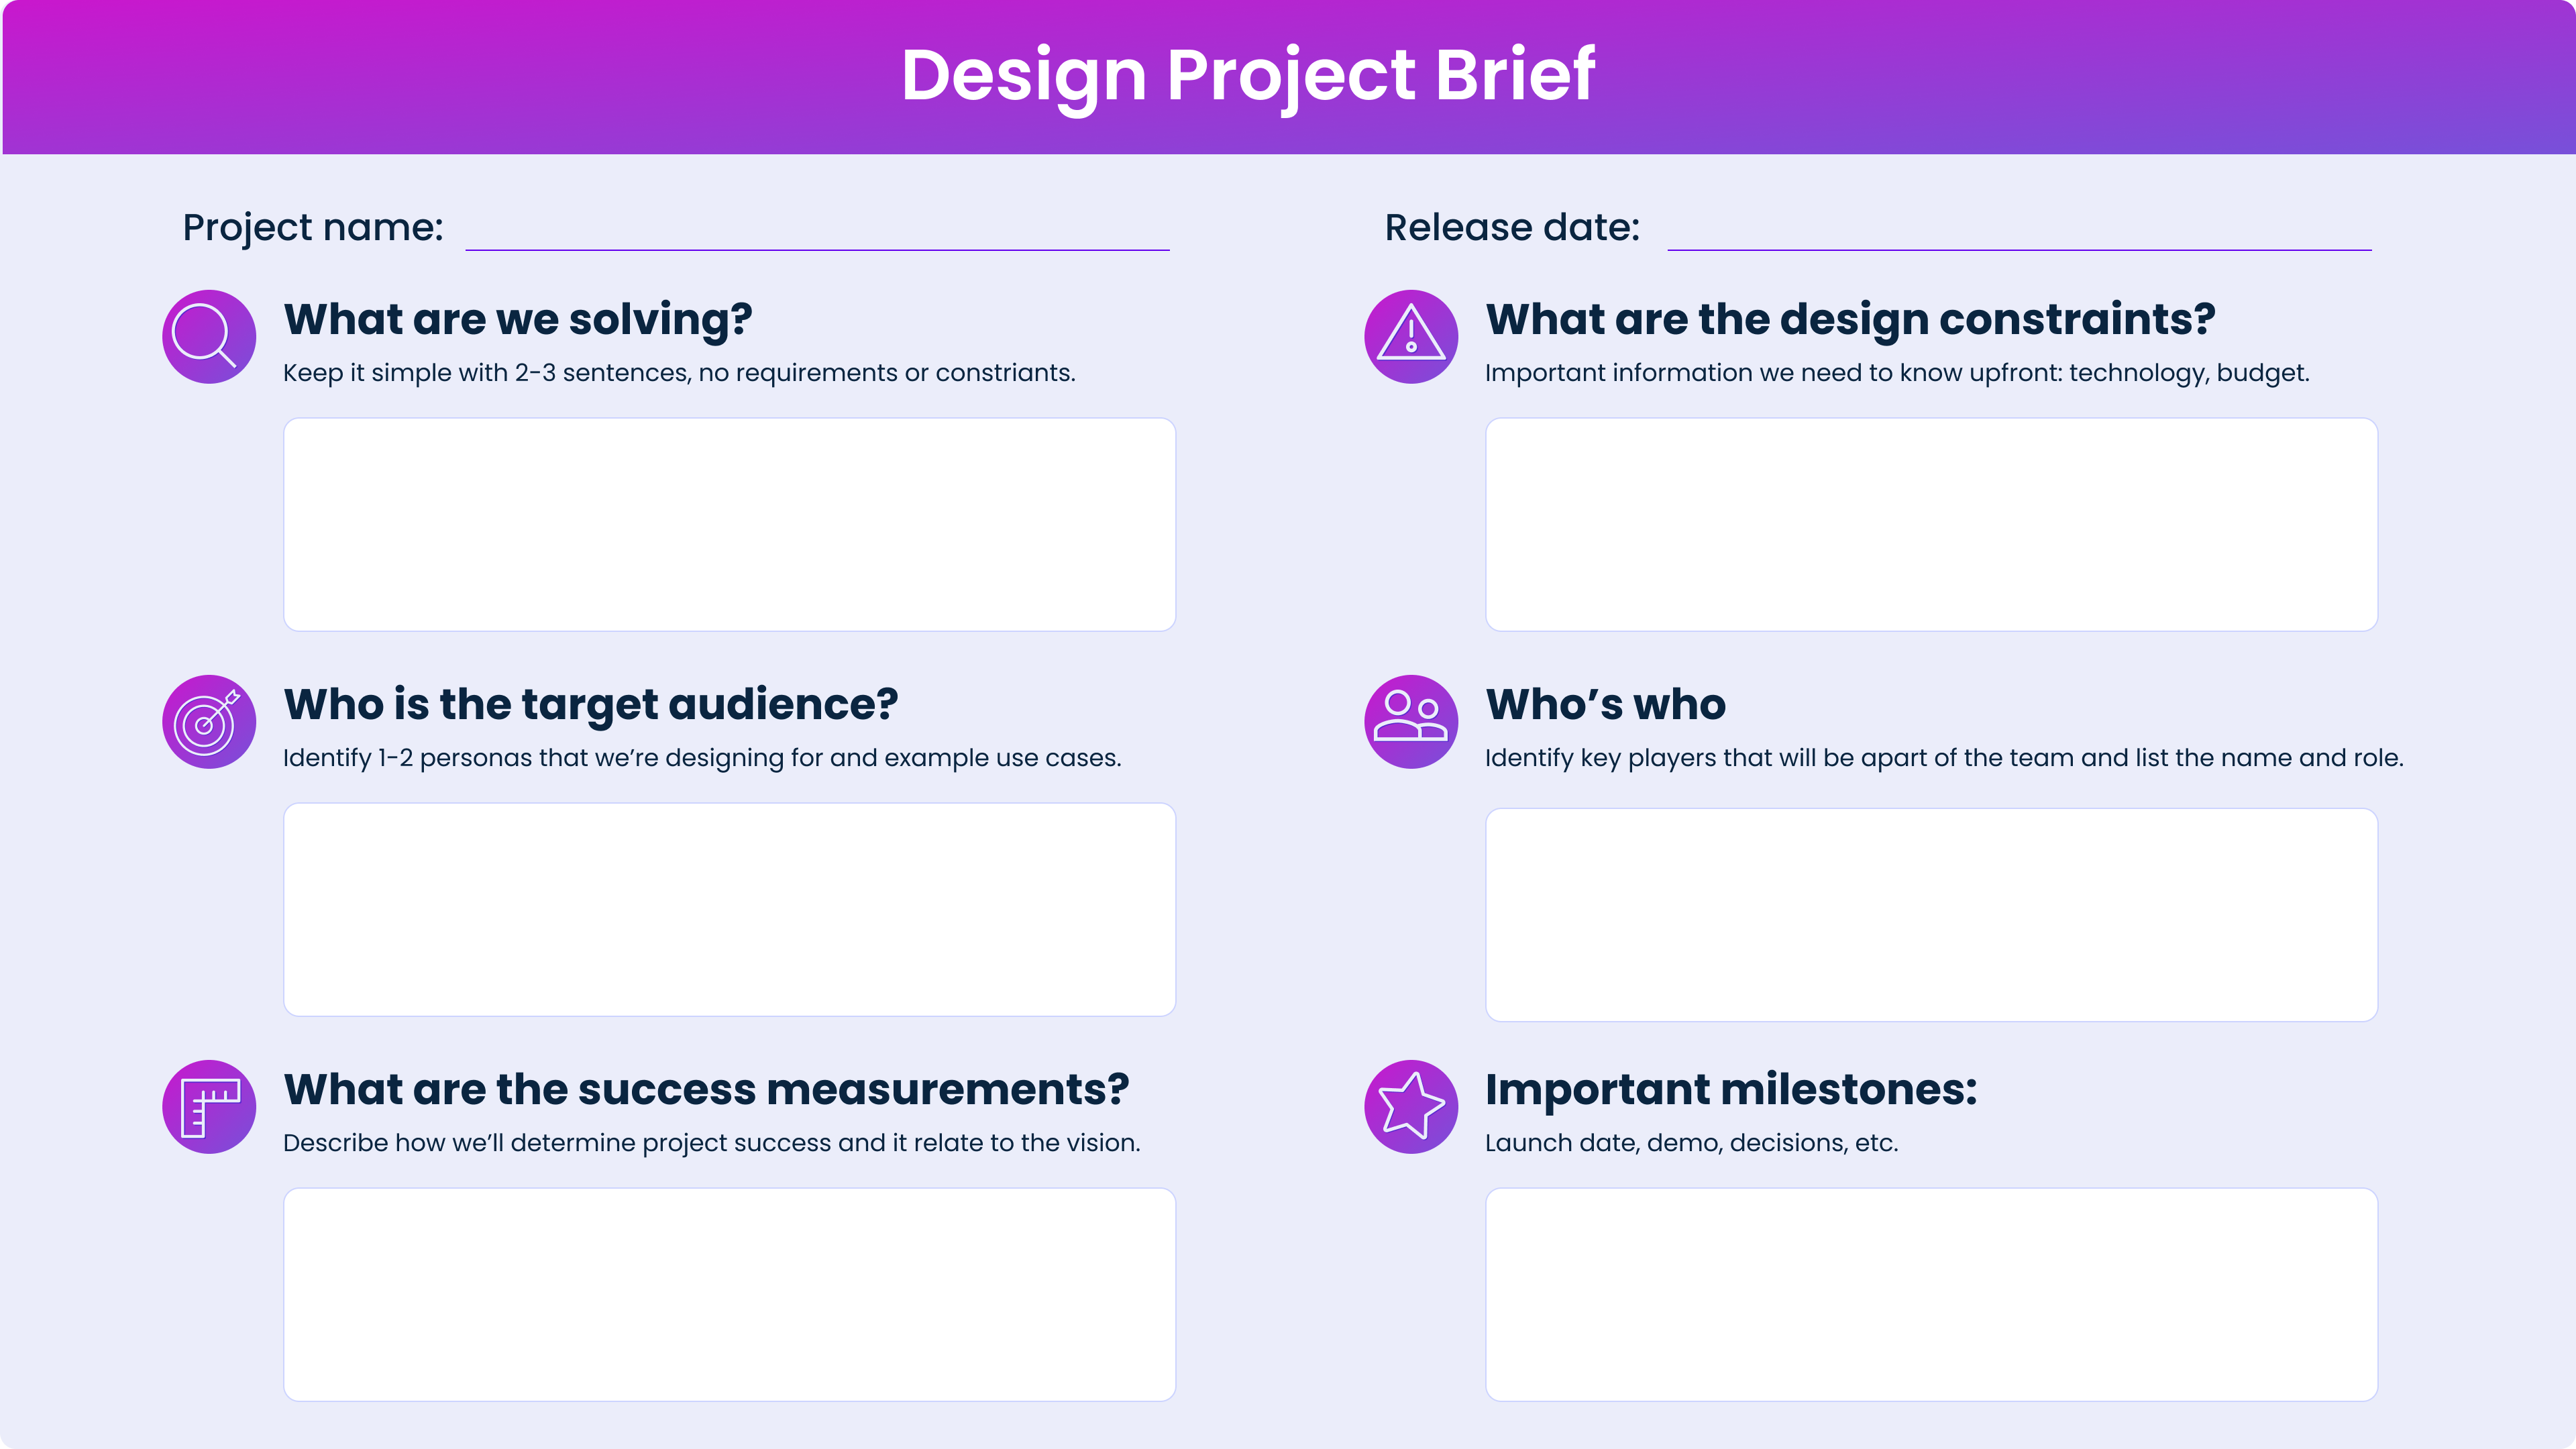 Design Project Brief
Project name:
Release date:
What are we solving?
Keep it simple with 2-3 sentences, no requirements or constriants.
What are the design constraints?
Important information we need to know upfront: technology, budget.
Who is the target audience?
Identify 1-2 personas that we’re designing for and example use cases.
Who’s who
Identify key players that will be apart of the team and list the name and role.
What are the success measurements?
Describe how we’ll determine project success and it relate to the vision.
Important milestones:
Launch date, demo, decisions, etc.